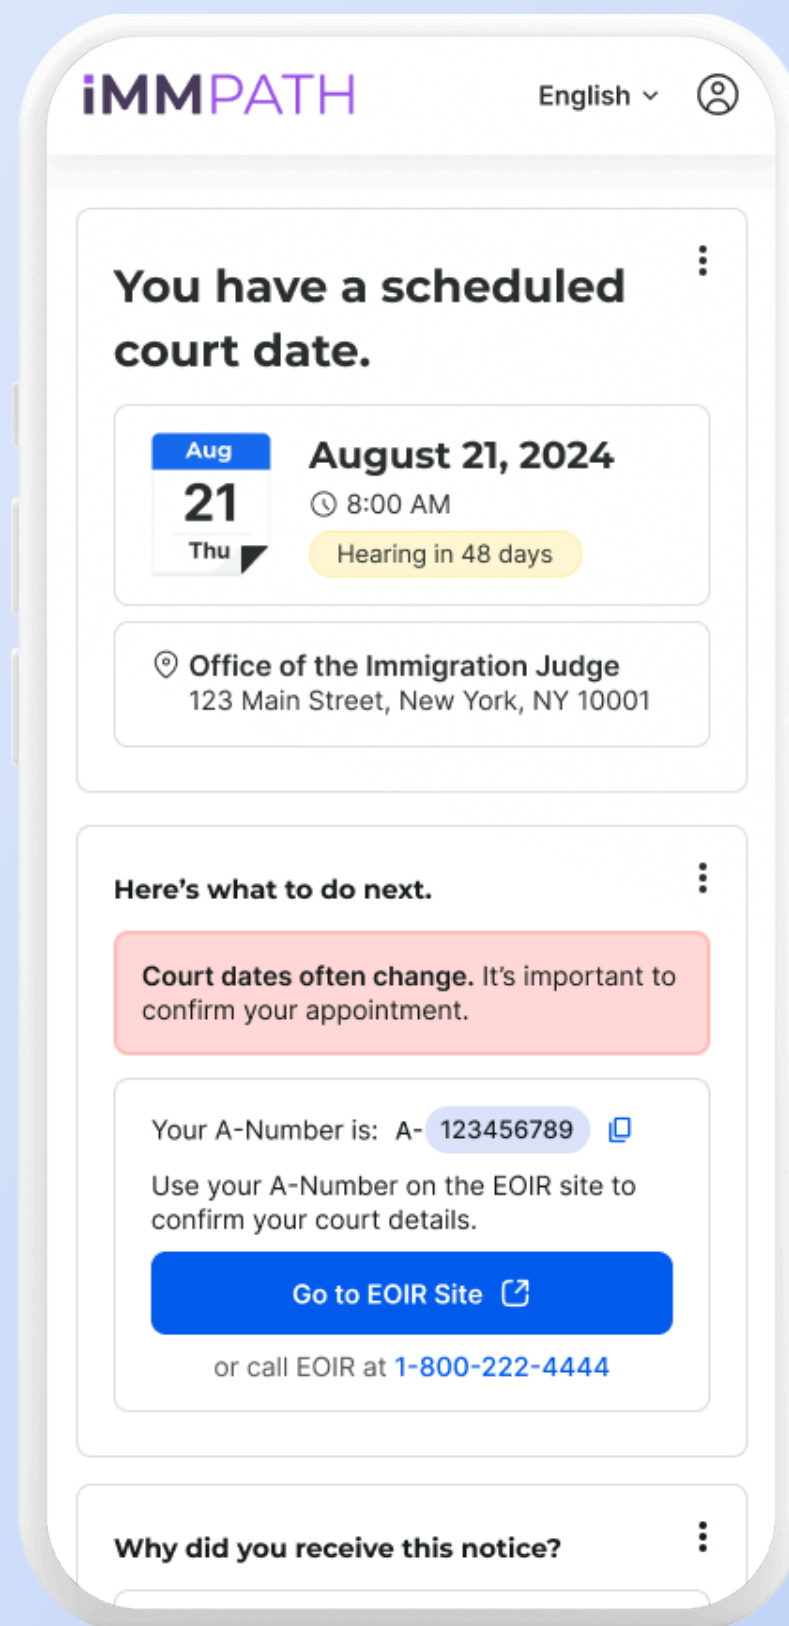 iMMPATH
English
You have a scheduled
court date.
Aug
21
Thu
August 21, 2024
8:00 AM
Hearing in 48 days
Office of the Immigration Judge
123 Main Street, New York, NY 10001
Here’s what to do next.
Court dates often change. It’s important to
confirm your appointment.
Your A-Number is: A- 123456789
Use your A-Number on the EOIR site to
confirm your court details.
Go to EOIR Site
or call EOIR at 1-800-222-4444
Why did you receive this notice?